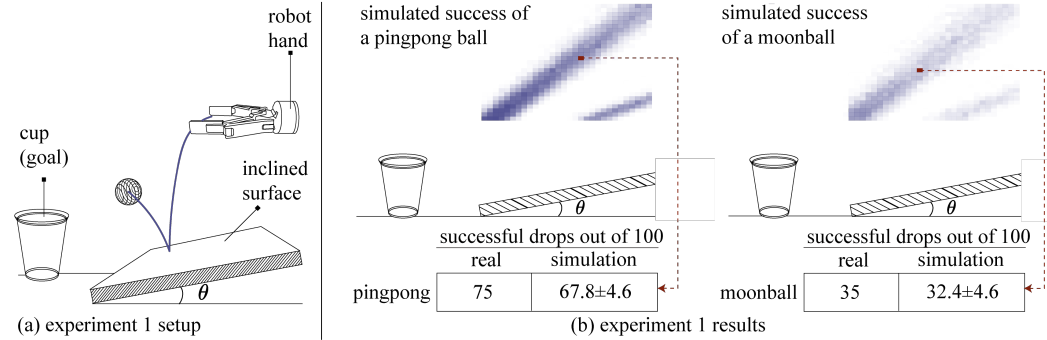 robot
hand
cup
(goal)
inclined
surface
θ
(a) experiment 1 setup
simulated success of
a pingpong ball
θ
successful drops out of 100
real simulation
pingpong 75 67.8±4.6
simulated success
of a moonball
θ
successful drops out of 100
real simulation
moonball 35 32.4±4.6
(b) experiment 1 results